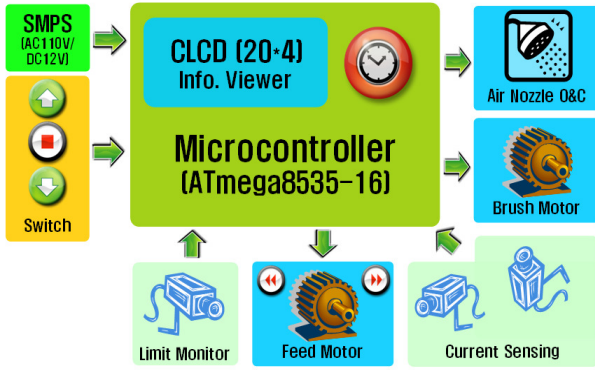 SMPS
(AC110V/
DC12V)
CLCD (20*4)
Info. Viewer
Microcontroller
(ATmega8535-16)
Switch
Air Nozzle O&C
Brush Motor
Limit Monitor
Feed Motor
Current Sensing